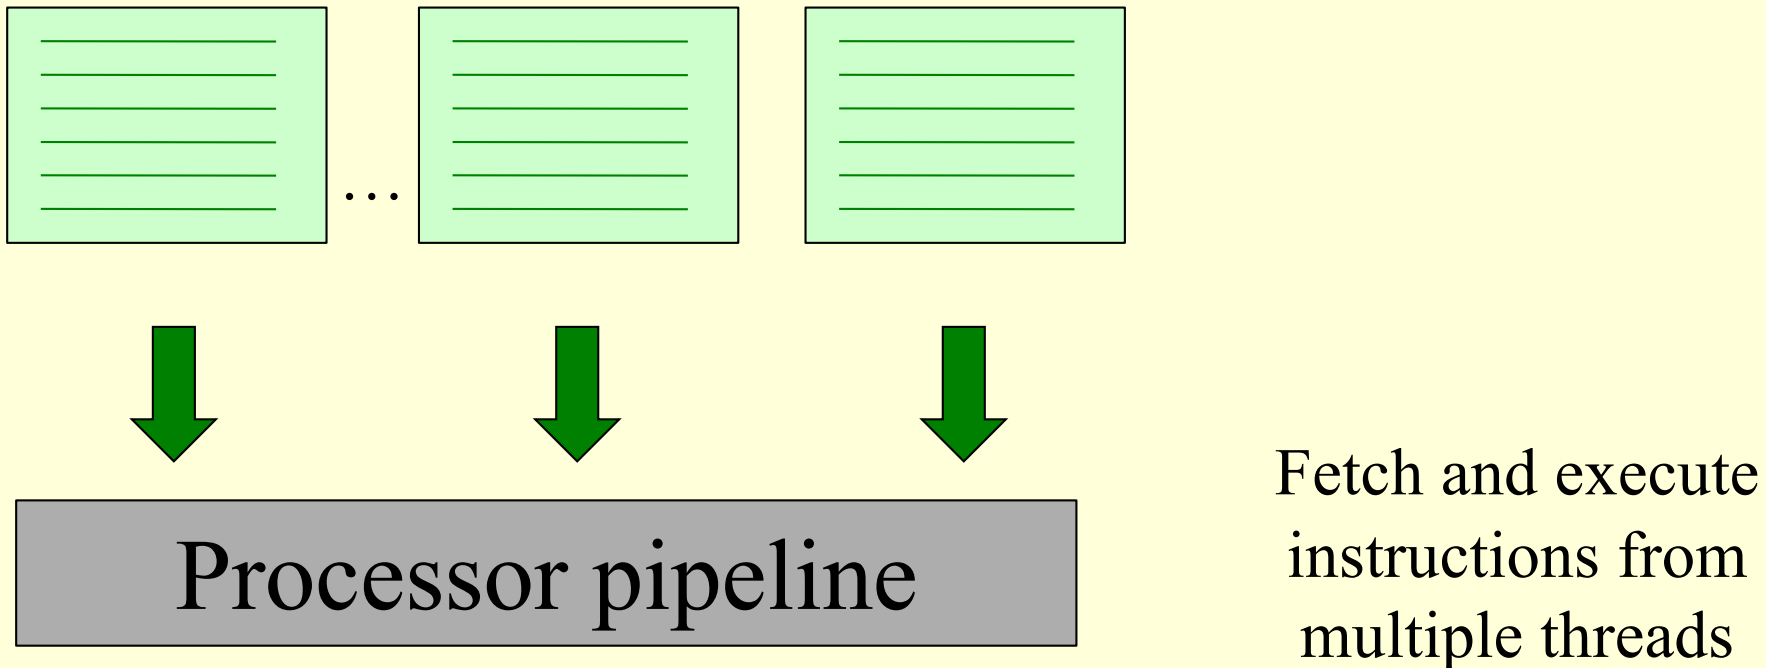 …
Processor pipeline
Fetch and execute
instructions from
multiple threads